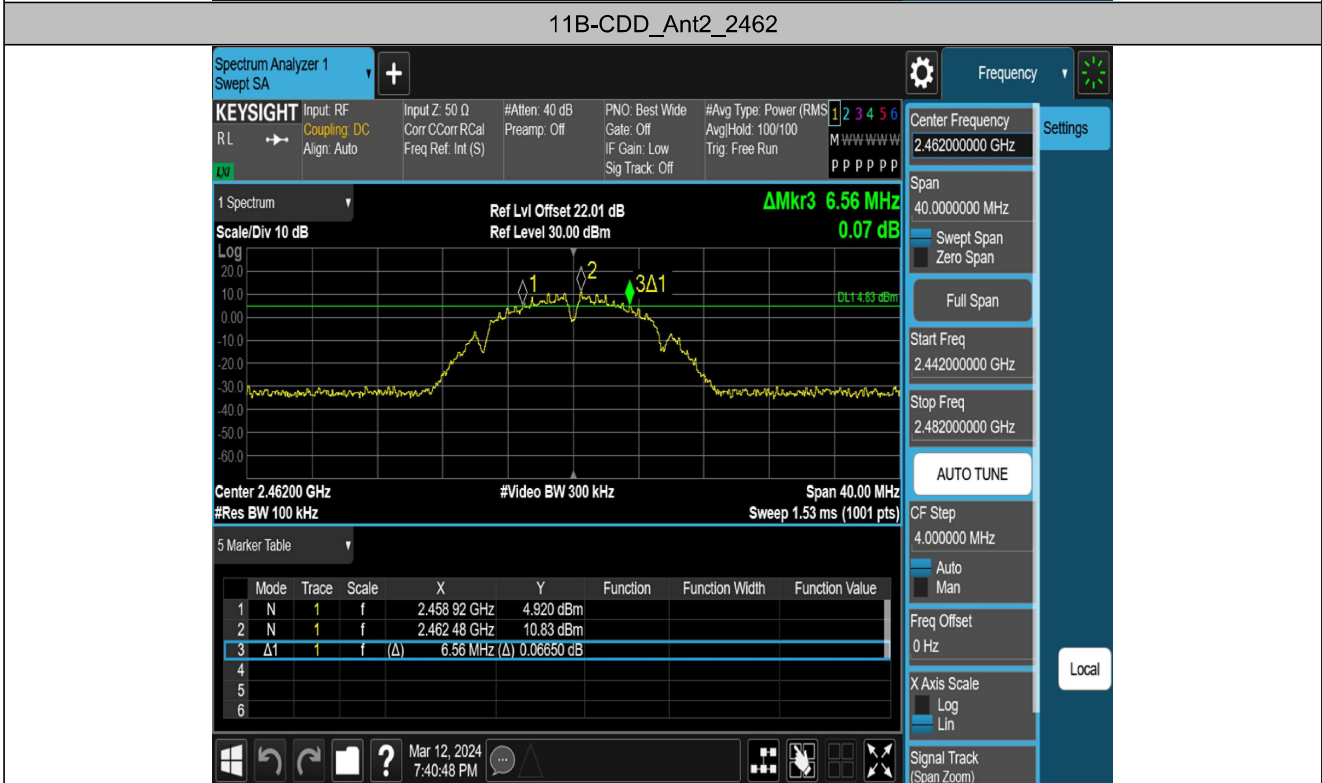 11B-CDD_Ant2_2462
Spectrum Analyzer 1
Swept SA
+
Frequency
KEYSIGHT
RL
LXI
Input: RF
Coupling: DC
Align: Auto
Input Z: 50 Ω
Corr CCorr RCal
Freq Ref: Int (S)
#Atten: 40 dB
Preamp: Off
PNO: Best Wide
Gate: Off
IF Gain: Low
Sig Track: Off
#Avg Type: Power (RMS
Avg|Hold: 100/100
Trig: Free Run
1 2 3 4 5 6
M W W W W W
P P P P P P
1 Spectrum
Scale/Div 10 dB
Ref Lvl Offset 22.01 dB
Ref Level 30.00 dBm
ΔMkr3 6.56 MHz
0.07 dB
Log
20.0
10.0
0.00
-10.0
-20.0
-30.0
-40.0
-50.0
-60.0
1
2
3Δ1
DL1 4.83 dBm
Center 2.46200 GHz
#Video BW 300 kHz
Span 40.00 MHz
#Res BW 100 kHz
Sweep 1.53 ms (1001 pts)
5 Marker Table
Mode Trace Scale X Y Function Function Width Function Value
1 N 1 f 2.458 92 GHz 4.920 dBm
2 N 1 f 2.462 48 GHz 10.83 dBm
3 Δ1 1 f (Δ) 6.56 MHz (Δ) 0.06650 dB
4
5
6
Center Frequency
2.462000000 GHz
Settings
Span
40.0000000 MHz
Swept Span
Zero Span
Full Span
Start Freq
2.442000000 GHz
Stop Freq
2.482000000 GHz
AUTO TUNE
CF Step
4.000000 MHz
Auto
Man
Freq Offset
0 Hz
X Axis Scale
Log
Lin
Local
Signal Track
(Span Zoom)
?
Mar 12, 2024
7:40:48 PM